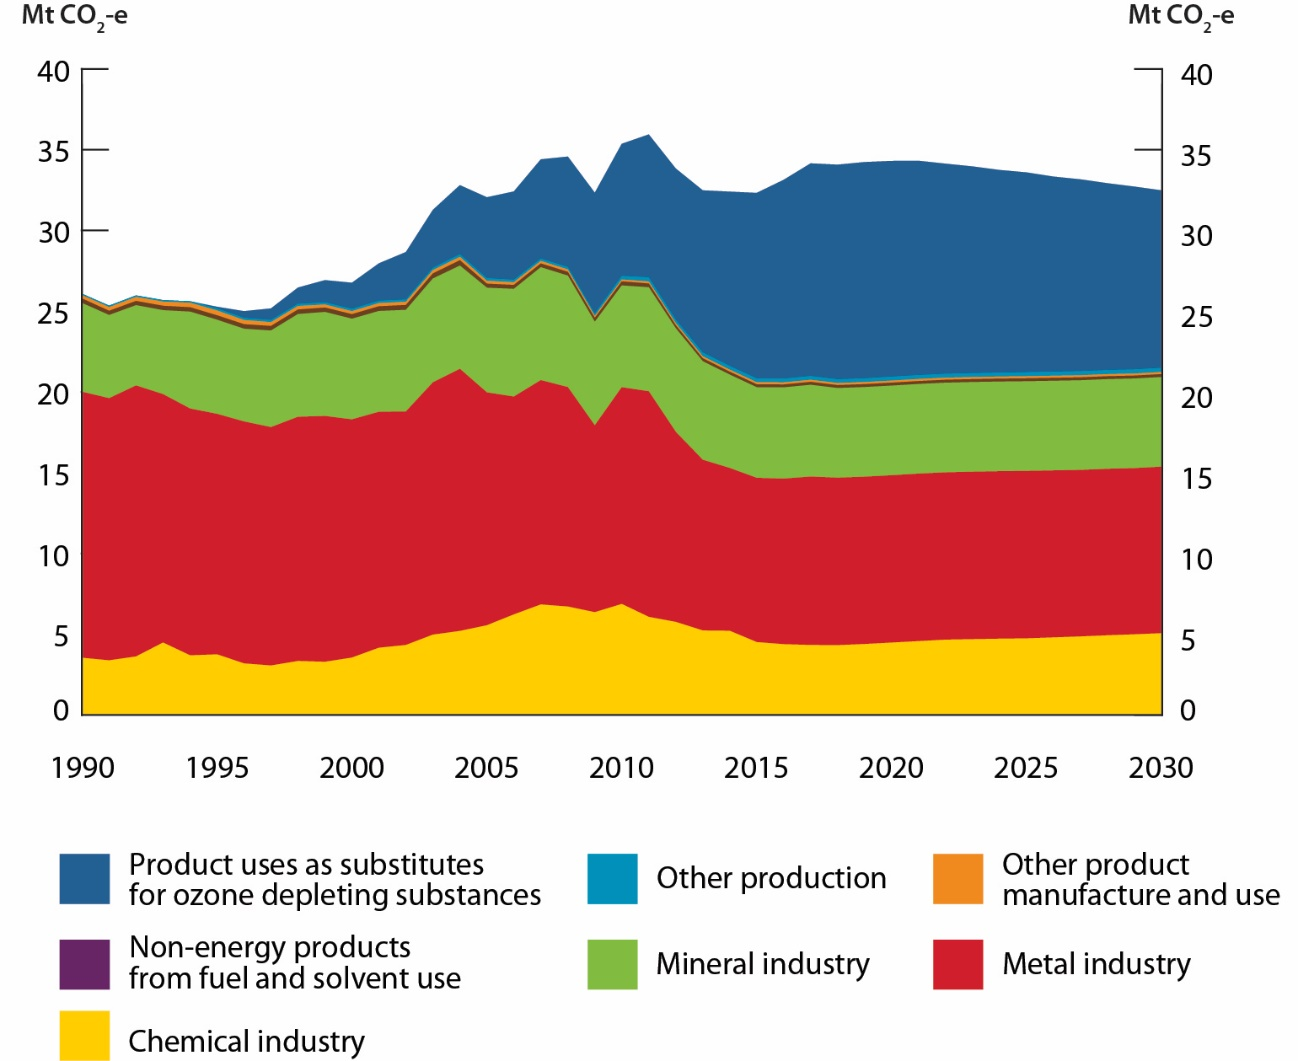 Mt CO2-e Mt CO2-e
40 40
35 35
30 30
25 25
20 20
15 15
10 10
5 5
0 0
1990 1995 2000 2005 2010 2015 2020 2025 2030
Product uses as substitutes
for ozone depleting substances
Other production
Other product
manufacture and use
Non-energy products
from fuel and solvent use
Mineral industry
Metal industry
Chemical industry